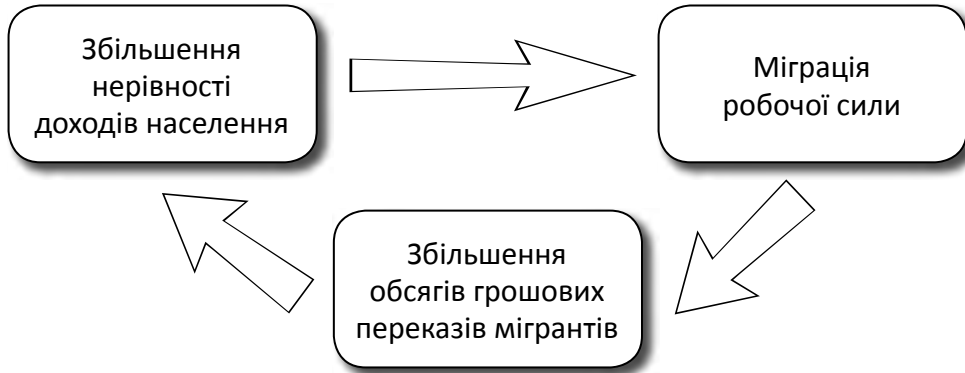 Збільшення
нерівності
доходів населення
Міграція
робочої сили
Збільшення
обсягів грошових
переказів мігрантів